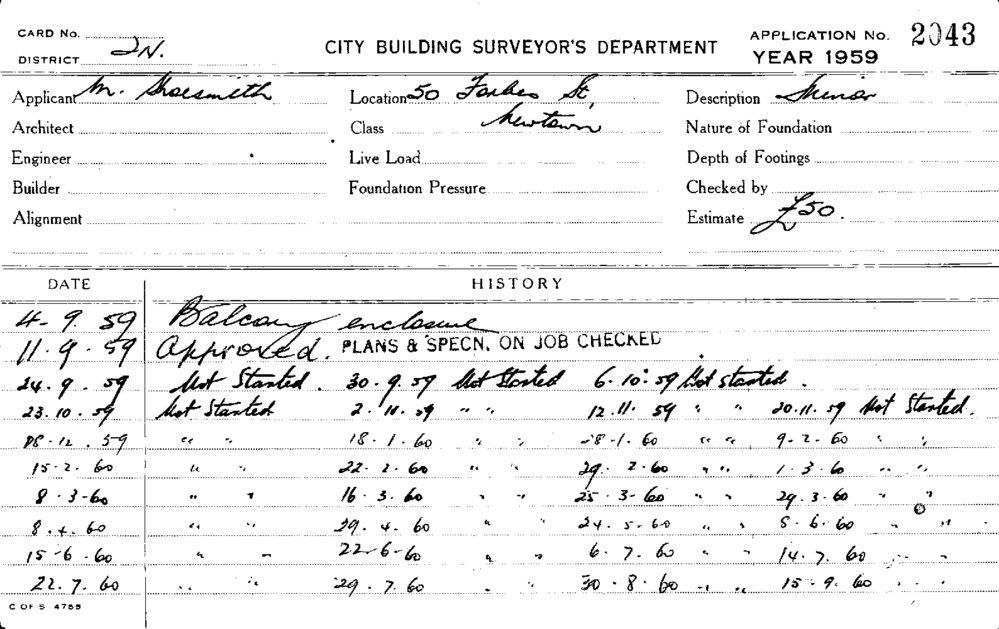 CARD No.
DISTRICT 2N.
CITY BUILDING SURVEYOR'S DEPARTMENT
APPLICATION No. 2043
YEAR 1959
Applicant M. Shoesmith Location 50 Forbes St, Description Minor
Architect Class Newtown Nature of Foundation
Engineer Live Load Depth of Footings
Builder Foundation Pressure Checked by
Alignment Estimate £50.
DATE HISTORY
4-9.59 Balcony enclosure
11.9.59 Approved. PLANS & SPECN. ON JOB CHECKED
24.9.59 Not Started. 30.9.59 Not Started 6.10.59 Not started.
23.10.59 Not Started 2.11.59 " " 12.11.59 " " 20.11.59 Not Started.
12.59 " " 18.1.60 " " 28-1.60 " " 9-2-60 " "
15-2.60 " " 22-2.60 " " 29.2.60 " " 1.3.60 " "
8.3-60 " " 16.3.60 " " 25.3-60 " " 29.3.60 " "
8.4.60 " " 29.4.60 " " 24.5-60 " " 8.6.60 " "
15-6.60 " " 22-6-60 " " 6.7.60 " " 14.7.60 " "
22.7.60 " " 29.7.60 " " 30.8.60 " " 15.9.60 " "
C OF S 4755